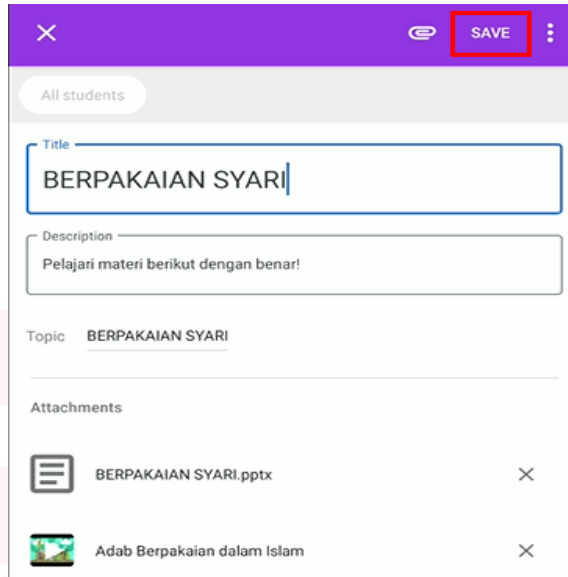 SAVE
All students
Title
BERPAKAIAN SYARI
Description
Pelajari materi berikut dengan benar!
Topic BERPAKAIAN SYARI
Attachments
BERPAKAIAN SYARI.pptx
Adab Berpakaian dalam Islam